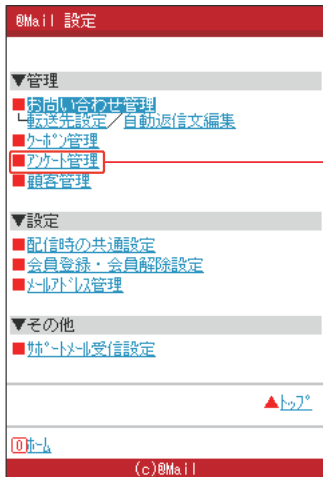 @Mail 設定
▼管理
■お問い合わせ管理
┗転送先設定／自動返信文編集
■ｸｰﾎﾟﾝ管理
■ｱﾝｹｰﾄ管理
■顧客管理
▼設定
■配信時の共通設定
■会員登録・会員解除設定
■ﾒｰﾙｱﾄﾞﾚｽ管理
▼その他
■ｻﾎﾟｰﾄﾒｰﾙ受信設定
▲ﾄｯﾌﾟ
0ﾎｰﾑ
(c)@Mail